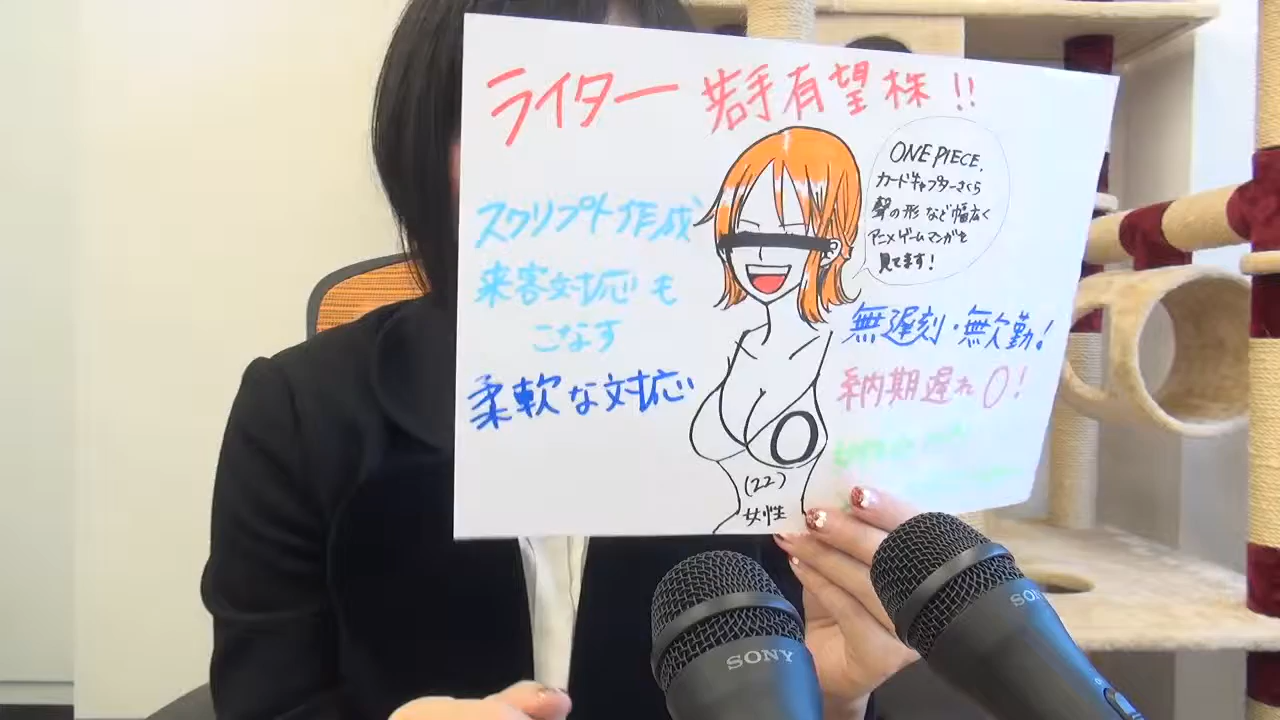 ライター 若手有望株!!
スクリプト作成
来客対応も
こなす
柔軟な対応
ONE PIECE.
カードキャプターさくら
聲の形 など幅広く
アニメゲームマンガを
見てます!
無遅刻・無欠勤!
納期遅れ0!
(22)
女性
SONY
SONY